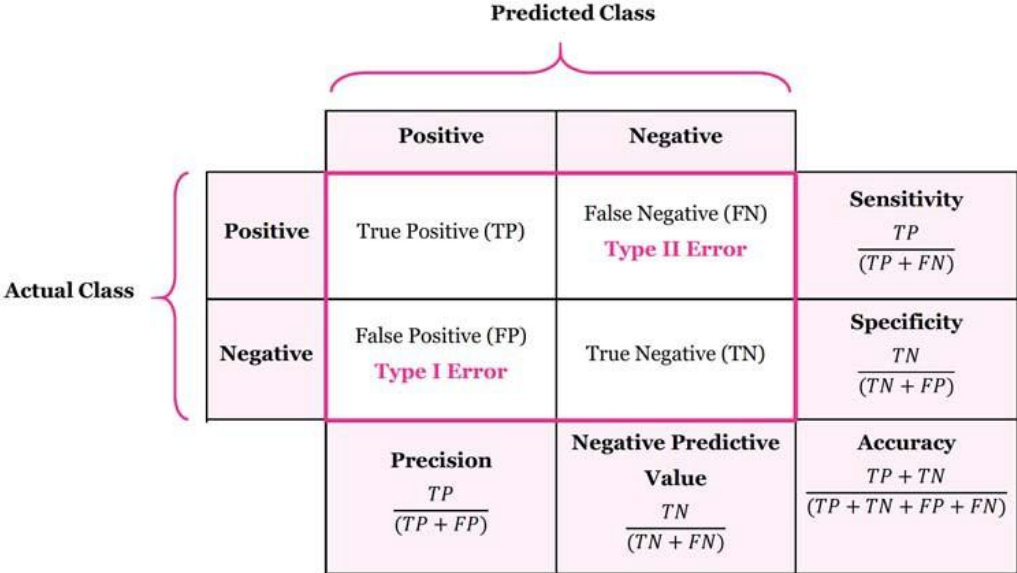 Predicted Class
Positive
Negative
Actual Class
Positive
True Positive (TP)
False Negative (FN)
Type II Error
Sensitivity
TP
(TP + FN)
Negative
False Positive (FP)
Type I Error
True Negative (TN)
Specificity
TN
(TN + FP)
Precision
TP
(TP + FP)
Negative Predictive
Value
TN
(TN + FN)
Accuracy
TP + TN
(TP + TN + FP + FN)